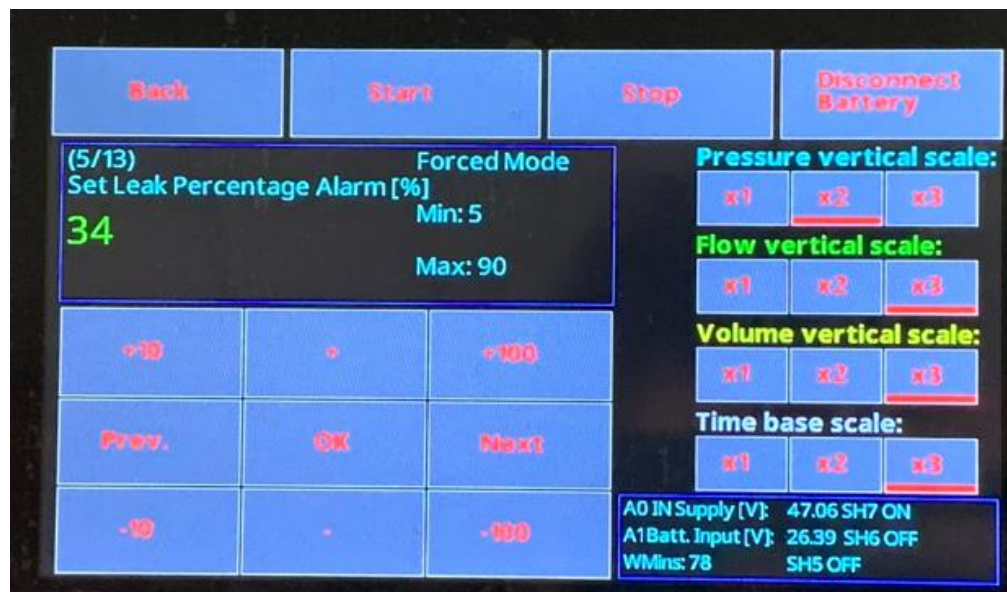 Back
Start
Stop
Disconnect
Battery
(5/13)
Forced Mode
Set Leak Percentage Alarm [%]
34
Min: 5
Max: 90
Pressure vertical scale:
x1
x2
x3
Flow vertical scale:
x1
x2
x3
Volume vertical scale:
x1
x2
x3
Time base scale:
x1
x2
x3
+10
+
+100
Prev.
OK
Next
-10
-
-100
A0 IN Supply [V]: 47.06 SH7 ON
A1Batt. Input [V]: 26.39 SH6 OFF
WMins: 78 SH5 OFF